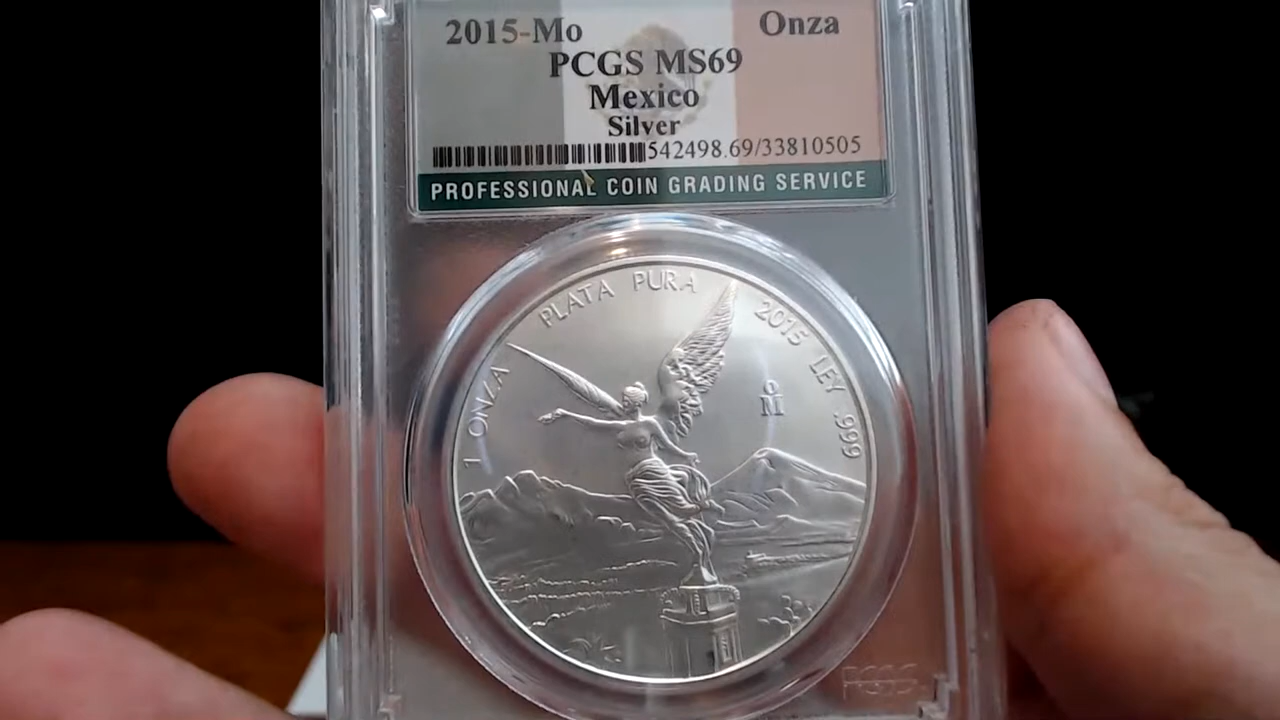 2015-Mo Onza
PCGS MS69
Mexico
Silver
542498.69/33810505
PROFESSIONAL COIN GRADING SERVICE
1 ONZA PLATA PURA 2015 LEY .999
oM
PCGS